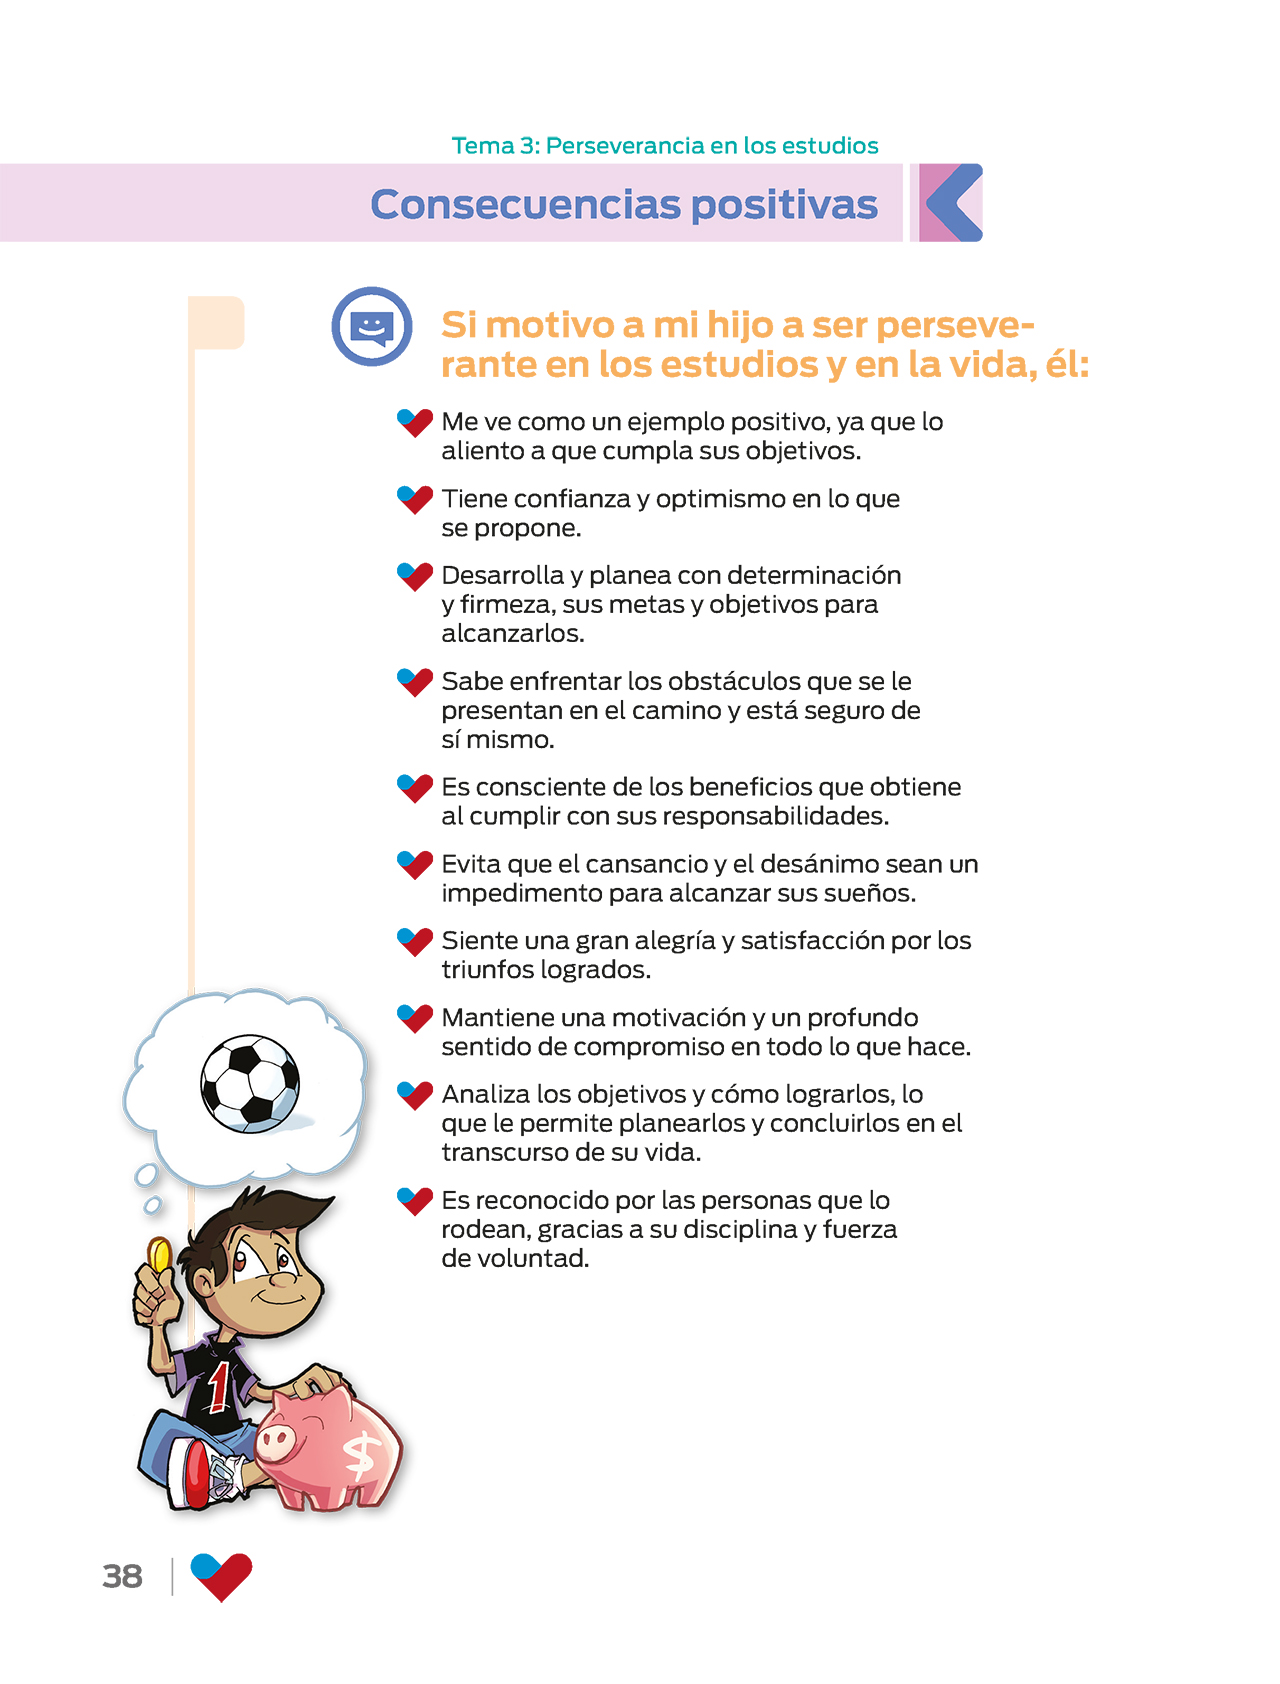 Tema 3: Perseverancia en los estudios
Consecuencias positivas
Si motivo a mi hijo a ser perseve-
rante en los estudios y en la vida, él:
Me ve como un ejemplo positivo, ya que lo
aliento a que cumpla sus objetivos.
Tiene confianza y optimismo en lo que
se propone.
Desarrolla y planea con determinación
y firmeza, sus metas y objetivos para
alcanzarlos.
Sabe enfrentar los obstáculos que se le
presentan en el camino y está seguro de
sí mismo.
Es consciente de los beneficios que obtiene
al cumplir con sus responsabilidades.
Evita que el cansancio y el desánimo sean un
impedimento para alcanzar sus sueños.
Siente una gran alegría y satisfacción por los
triunfos logrados.
Mantiene una motivación y un profundo
sentido de compromiso en todo lo que hace.
Analiza los objetivos y cómo lograrlos, lo
que le permite planearlos y concluirlos en el
transcurso de su vida.
Es reconocido por las personas que lo
rodean, gracias a su disciplina y fuerza
de voluntad.
1
$
38